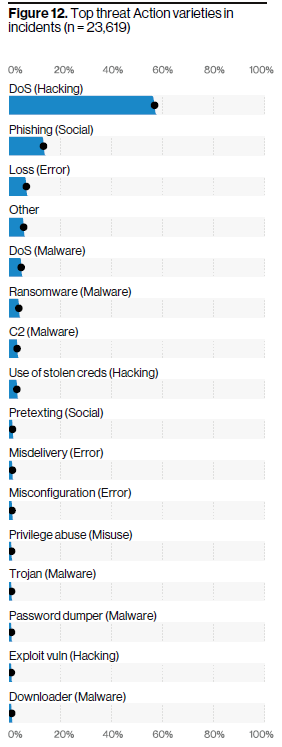 Figure 12. Top threat Action varieties in
incidents (n = 23,619)
0% 20% 40% 60% 80% 100%
DoS (Hacking)
Phishing (Social)
Loss (Error)
Other
DoS (Malware)
Ransomware (Malware)
C2 (Malware)
Use of stolen creds (Hacking)
Pretexting (Social)
Misdelivery (Error)
Misconfiguration (Error)
Privilege abuse (Misuse)
Trojan (Malware)
Password dumper (Malware)
Exploit vuln (Hacking)
Downloader (Malware)
0% 20% 40% 60% 80% 100%